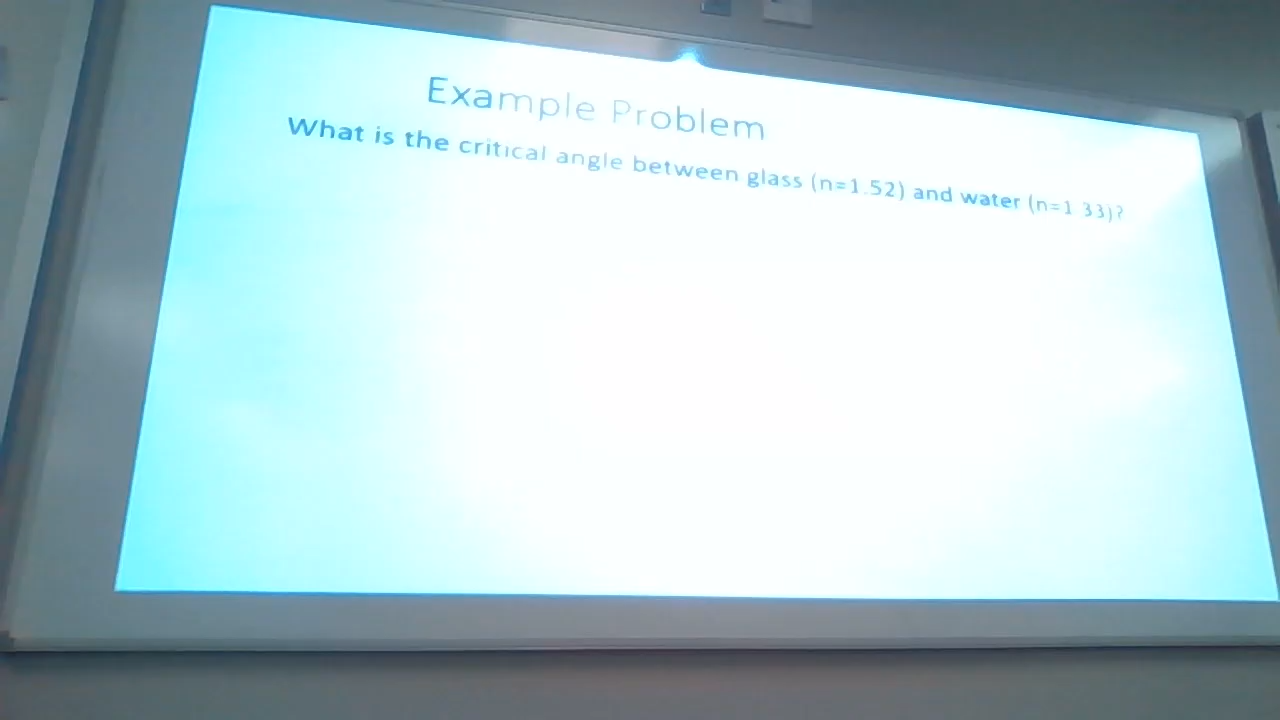 Example Problem
What is the critical angle between glass (n=1.52) and water (n=1.33)?